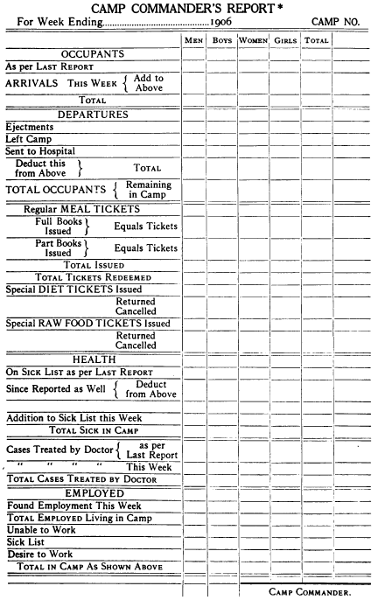 CAMP COMMANDER'S REPORT*
For Week Ending..............................1906 CAMP NO.
MEN BOYS WOMEN GIRLS TOTAL
OCCUPANTS
As per LAST REPORT
ARRIVALS THIS WEEK { Add to
Above
TOTAL
DEPARTURES
Ejectments
Left Camp
Sent to Hospital
Deduct this
from Above } TOTAL
TOTAL OCCUPANTS { Remaining
in Camp
Regular MEAL TICKETS
Full Books
Issued } Equals Tickets
Part Books
Issued } Equals Tickets
TOTAL ISSUED
TOTAL TICKETS REDEEMED
Special DIET TICKETS Issued
Returned
Cancelled
Special RAW FOOD TICKETS Issued
Returned
Cancelled
HEALTH
ON SICK LIST as per LAST REPORT
Since Reported as Well { Deduct
from Above
Addition to Sick List this Week
TOTAL SICK IN CAMP
Cases Treated by Doctor { as per
Last Report
" " " " This Week
TOTAL CASES TREATED BY DOCTOR
EMPLOYED
Found Employment This Week
TOTAL EMPLOYED Living in Camp
Unable to Work
Sick List
Desire to Work
TOTAL IN CAMP AS SHOWN ABOVE
CAMP COMMANDER.